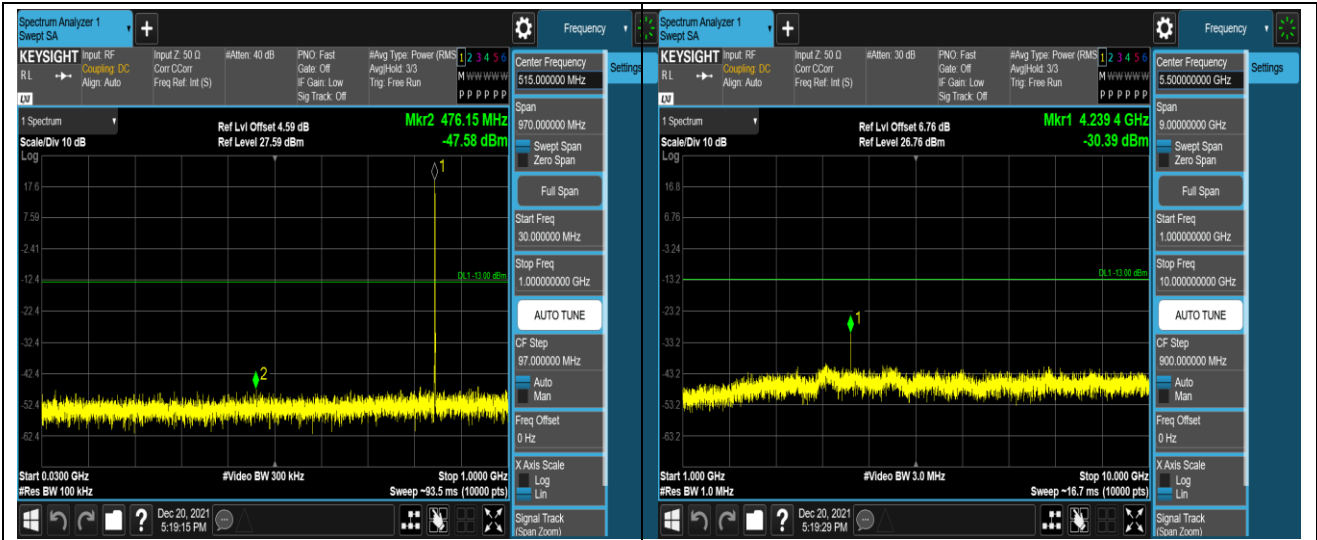 Spectrum Analyzer 1
Swept SA
+
Frequency
KEYSIGHT
RL
LXI
Input: RF
Coupling: DC
Align: Auto
Input Z: 50 Ω
Corr CCorr
Freq Ref: Int (S)
#Atten: 40 dB
PNO: Fast
Gate: Off
IF Gain: Low
Sig Track: Off
#Avg Type: Power (RMS
Avg|Hold: 3/3
Trig: Free Run
1 2 3 4 5 6
M W W W W W
P P P P P P
1 Spectrum
Scale/Div 10 dB
Log
Ref Lvl Offset 4.59 dB
Ref Level 27.59 dBm
Mkr2 476.15 MHz
-47.58 dBm
1
17.6
7.59
-2.41
DL1 -13.00 dBm
-12.4
-22.4
-32.4
-42.4
2
-52.4
-62.4
Start 0.0300 GHz
#Res BW 100 kHz
#Video BW 300 kHz
Stop 1.0000 GHz
Sweep ~93.5 ms (10000 pts)
?
Dec 20, 2021
5:19:15 PM
Center Frequency
515.000000 MHz
Settings
Span
970.000000 MHz
Swept Span
Zero Span
Full Span
Start Freq
30.000000 MHz
Stop Freq
1.000000000 GHz
AUTO TUNE
CF Step
97.000000 MHz
Auto
Man
Freq Offset
0 Hz
X Axis Scale
Log
Lin
Signal Track
(Span Zoom)
Spectrum Analyzer 1
Swept SA
+
Frequency
KEYSIGHT
RL
LXI
Input: RF
Coupling: DC
Align: Auto
Input Z: 50 Ω
Corr CCorr
Freq Ref: Int (S)
#Atten: 30 dB
PNO: Fast
Gate: Off
IF Gain: Low
Sig Track: Off
#Avg Type: Power (RMS
Avg|Hold: 3/3
Trig: Free Run
1 2 3 4 5 6
M W W W W W
P P P P P P
1 Spectrum
Scale/Div 10 dB
Log
Ref Lvl Offset 6.76 dB
Ref Level 26.76 dBm
Mkr1 4.239 4 GHz
-30.39 dBm
16.8
6.76
-3.24
DL1 -13.00 dBm
-13.2
-23.2
1
-33.2
-43.2
-53.2
-63.2
Start 1.000 GHz
#Res BW 1.0 MHz
#Video BW 3.0 MHz
Stop 10.000 GHz
Sweep ~16.7 ms (10000 pts)
?
Dec 20, 2021
5:19:29 PM
Center Frequency
5.500000000 GHz
Settings
Span
9.00000000 GHz
Swept Span
Zero Span
Full Span
Start Freq
1.000000000 GHz
Stop Freq
10.000000000 GHz
AUTO TUNE
CF Step
900.000000 MHz
Auto
Man
Freq Offset
0 Hz
X Axis Scale
Log
Lin
Signal Track
(Span Zoom)